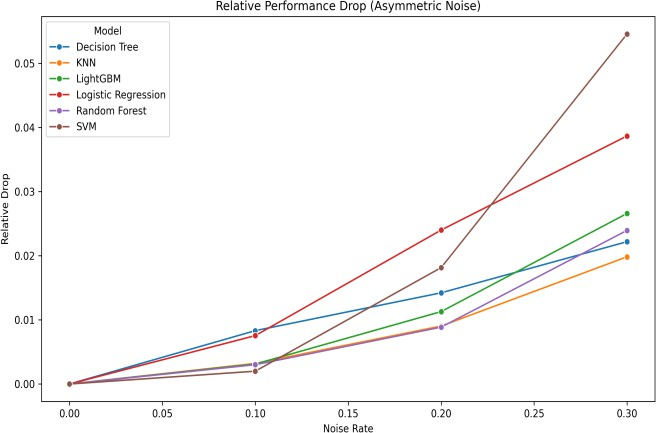 Relative Performance Drop (Asymmetric Noise)
Model
Decision Tree
KNN
LightGBM
Logistic Regression
Random Forest
SVM
Relative Drop
0.05
0.04
0.03
0.02
0.01
0.00
0.00 0.05 0.10 0.15 0.20 0.25 0.30
Noise Rate